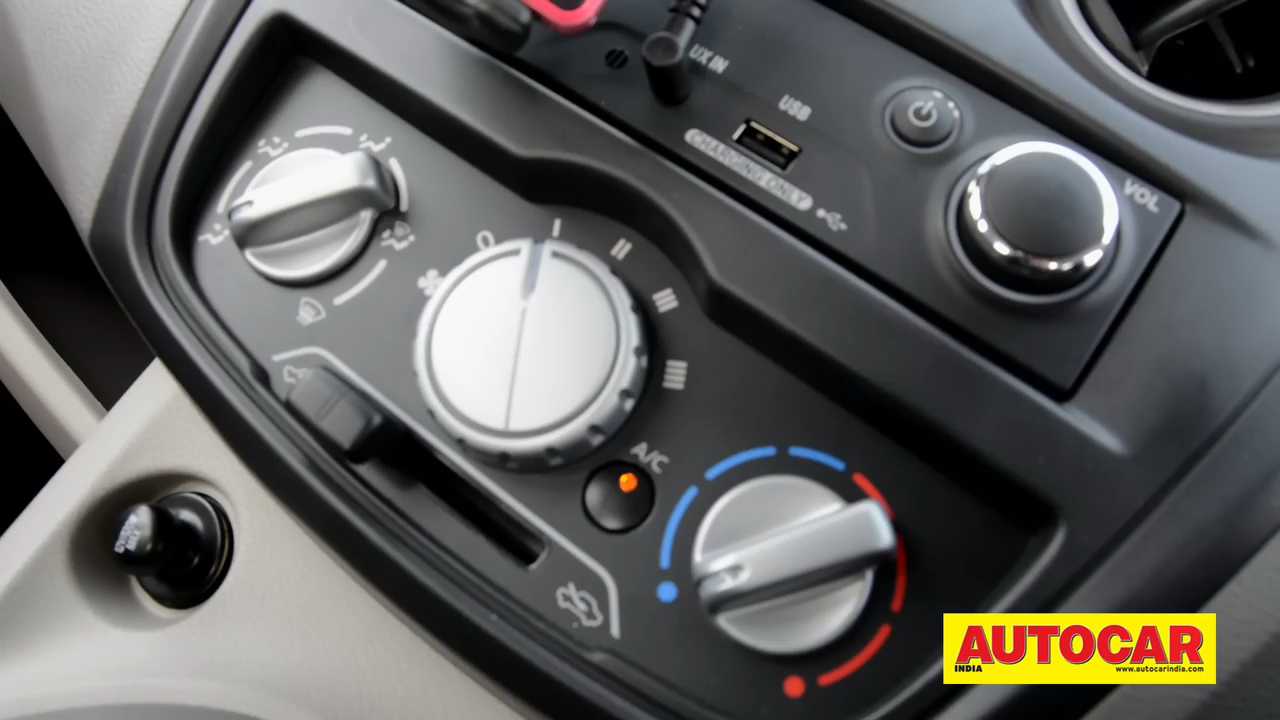 UX IN
USB
CHARGING ONLY
VOL
0 I II III IIII
A/C
AUTOCAR
INDIA
www.autocarindia.com